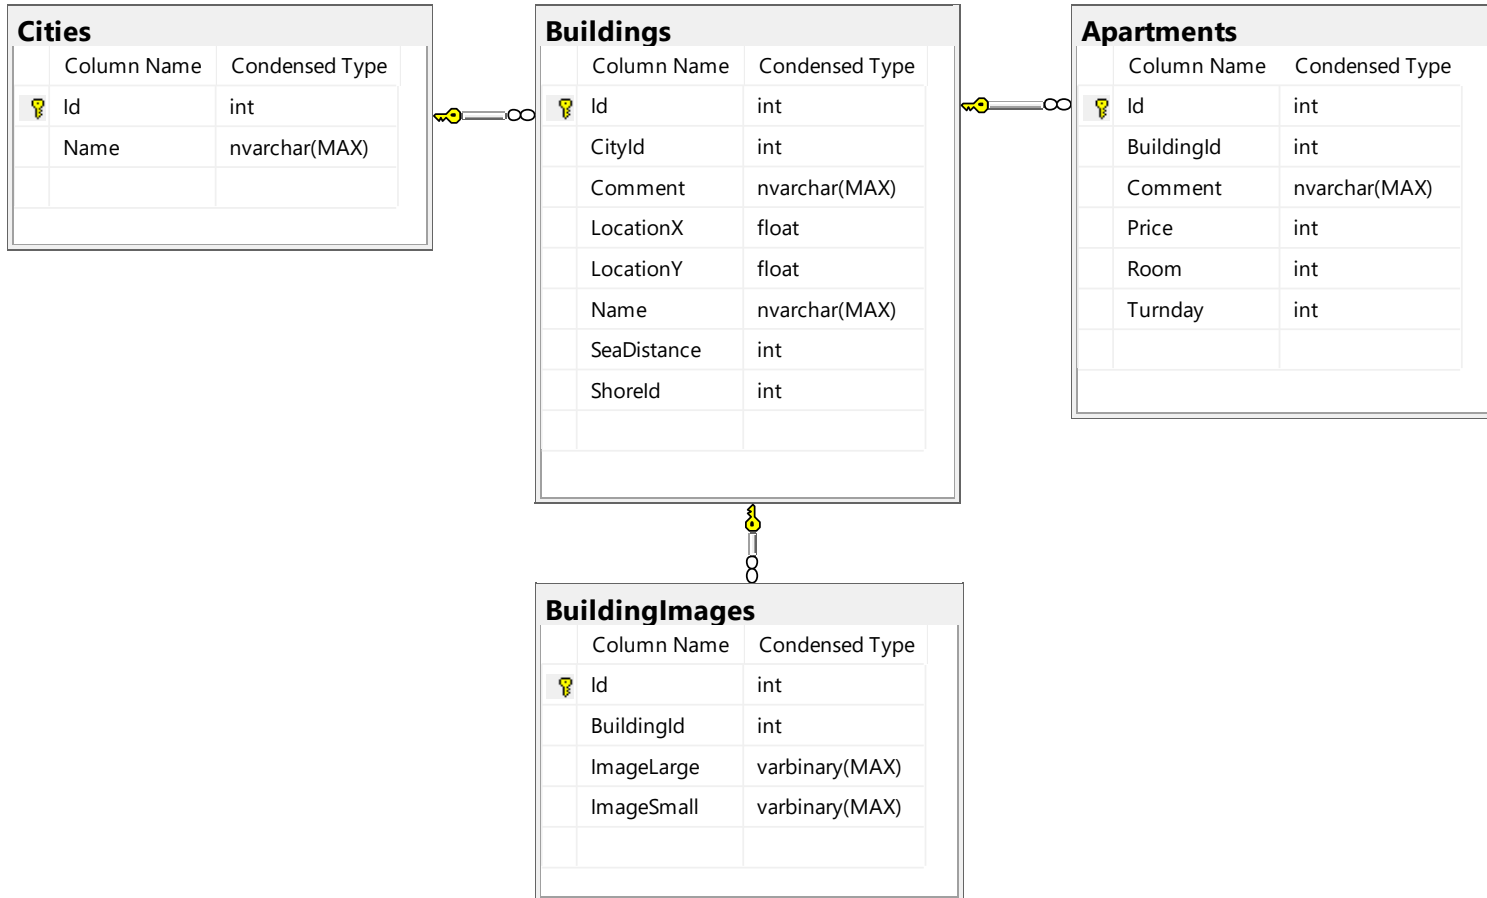 Cities
Column Name Condensed Type
Id int
Name nvarchar(MAX)
Buildings
Column Name Condensed Type
Id int
CityId int
Comment nvarchar(MAX)
LocationX float
LocationY float
Name nvarchar(MAX)
SeaDistance int
ShoreId int
Apartments
Column Name Condensed Type
Id int
BuildingId int
Comment nvarchar(MAX)
Price int
Room int
Turnday int
BuildingImages
Column Name Condensed Type
Id int
BuildingId int
ImageLarge varbinary(MAX)
ImageSmall varbinary(MAX)